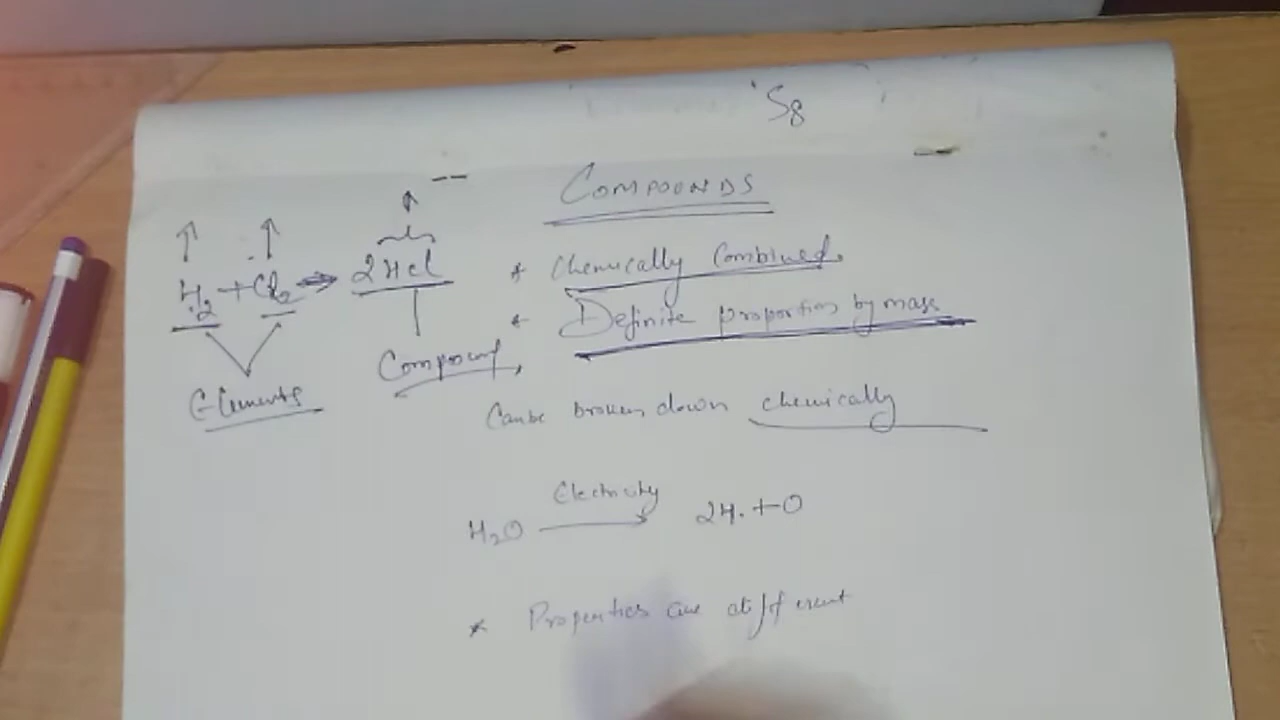 S8
COMPOUNDS
H2 + Cl2 → 2HCl
* Chemically Combined.
* Definite proportion by mass
Compound,
Elements
Can be broken down chemically
Electricity
H2O → 2H + O
* Properties are different